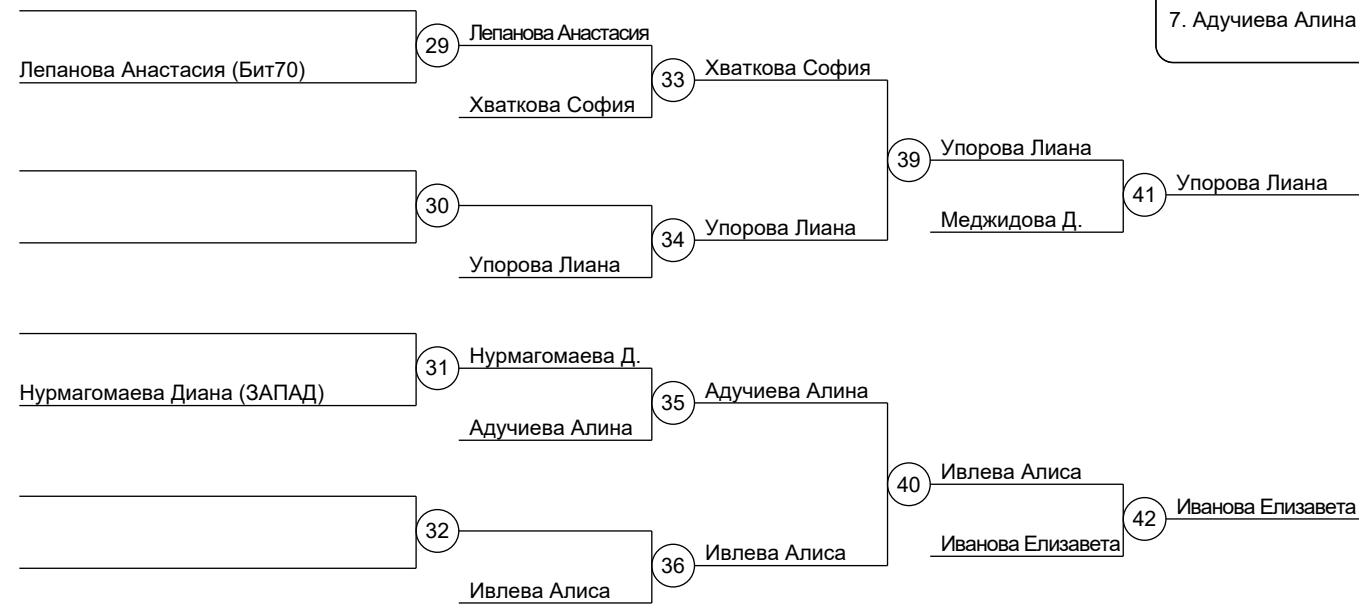 7. Адучиева Алина
29
Лепанова Анастасия
Лепанова Анастасия (Бит70)
33
Хваткова София
Хваткова София
39
Упорова Лиана
30
41
Упорова Лиана
34
Упорова Лиана
Меджидова Д.
Упорова Лиана
31
Нурмагомаева Д.
Нурмагомаева Диана (ЗАПАД)
35
Адучиева Алина
Адучиева Алина
40
Ивлева Алиса
32
42
Иванова Елизавета
36
Ивлева Алиса
Иванова Елизавета
Ивлева Алиса